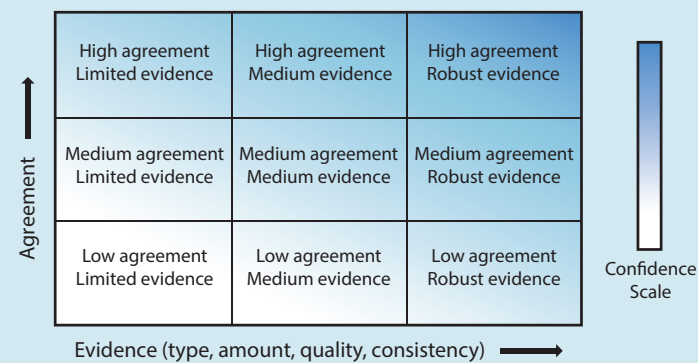 High agreement
Limited evidence
High agreement
Medium evidence
High agreement
Robust evidence
Medium agreement
Limited evidence
Medium agreement
Medium evidence
Medium agreement
Robust evidence
Low agreement
Limited evidence
Low agreement
Medium evidence
Low agreement
Robust evidence
Agreement
Evidence (type, amount, quality, consistency)
Confidence
Scale